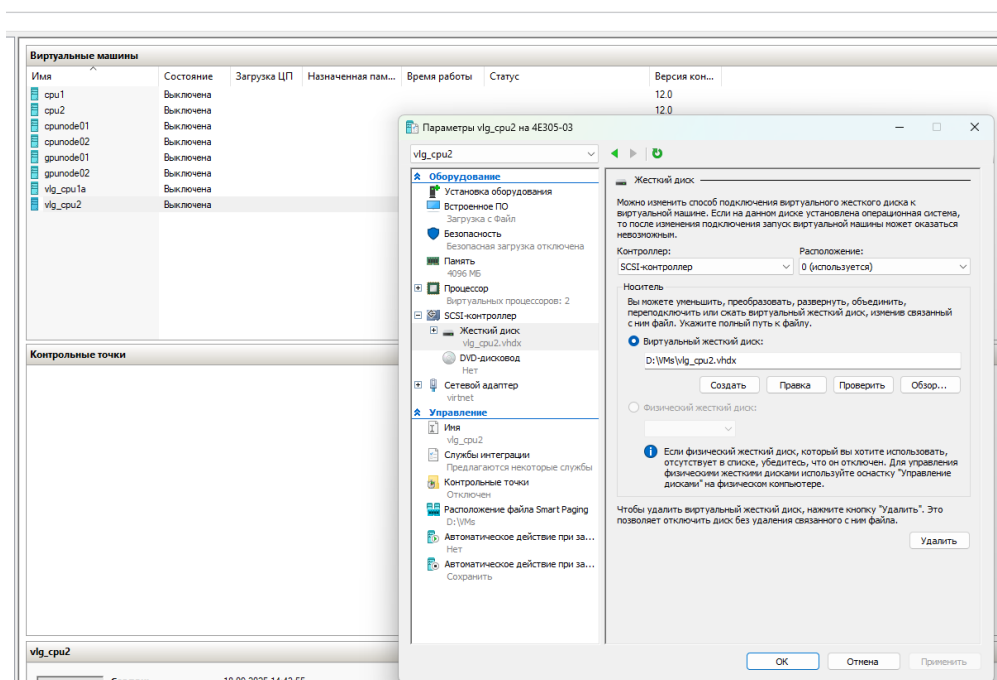 Виртуальные машины
Имя Состояние Загрузка ЦП Назначенная пам... Время работы Статус Версия кон...
cpu1 Выключена 12.0
cpu2 Выключена 12.0
cpunode01 Выключена
cpunode02 Выключена
gpunode01 Выключена
gpunode02 Выключена
vlg_cpu1a Выключена
vlg_cpu2 Выключена
Контрольные точки
vlg_cpu2
18.09.2025 14:43:55
Параметры vlg_cpu2 на 4E305-03
vlg_cpu2
Оборудование
Установка оборудования
Встроенное ПО
Загрузка с Файл
Безопасность
Безопасная загрузка отключена
Память
4096 МБ
Процессор
Виртуальных процессоров: 2
SCSI-контроллер
Жесткий диск
vlg_cpu2.vhdx
DVD-дисковод
Нет
Сетевой адаптер
virtnet
Управление
Имя
vlg_cpu2
Службы интеграции
Предлагаются некоторые службы
Контрольные точки
Отключен
Расположение файла Smart Paging
D:\VMs
Автоматическое действие при за...
Нет
Автоматическое действие при за...
Сохранить
Жесткий диск
Можно изменить способ подключения виртуального жесткого диска к
виртуальной машине. Если на данном диске установлена операционная система,
то после изменения подключения запуск виртуальной машины может оказаться
невозможным.
Контроллер: Расположение:
SCSI-контроллер 0 (используется)
Носитель
Вы можете уменьшить, преобразовать, развернуть, объединить,
переподключить или сжать виртуальный жесткий диск, изменив связанный
с ним файл. Укажите полный путь к файлу.
Виртуальный жесткий диск:
D:\VMs\vlg_cpu2.vhdx
Создать Правка Проверить Обзор...
Физический жесткий диск:
Если физический жесткий диск, который вы хотите использовать,
отсутствует в списке, убедитесь, что он отключен. Для управления
физическими жесткими дисками используйте оснастку "Управление
дисками" на физическом компьютере.
Чтобы удалить виртуальный жесткий диск, нажмите кнопку "Удалить". Это
позволяет отключить диск без удаления связанного с ним файла.
Удалить
OK Отмена Применить